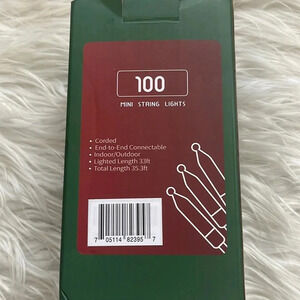 100
MINI STRING LIGHTS
• Corded
• End-to-End Connectable
• Indoor/Outdoor
• Lighted Length 33ft
• Total Length 35.3ft
7 05114 82395 7